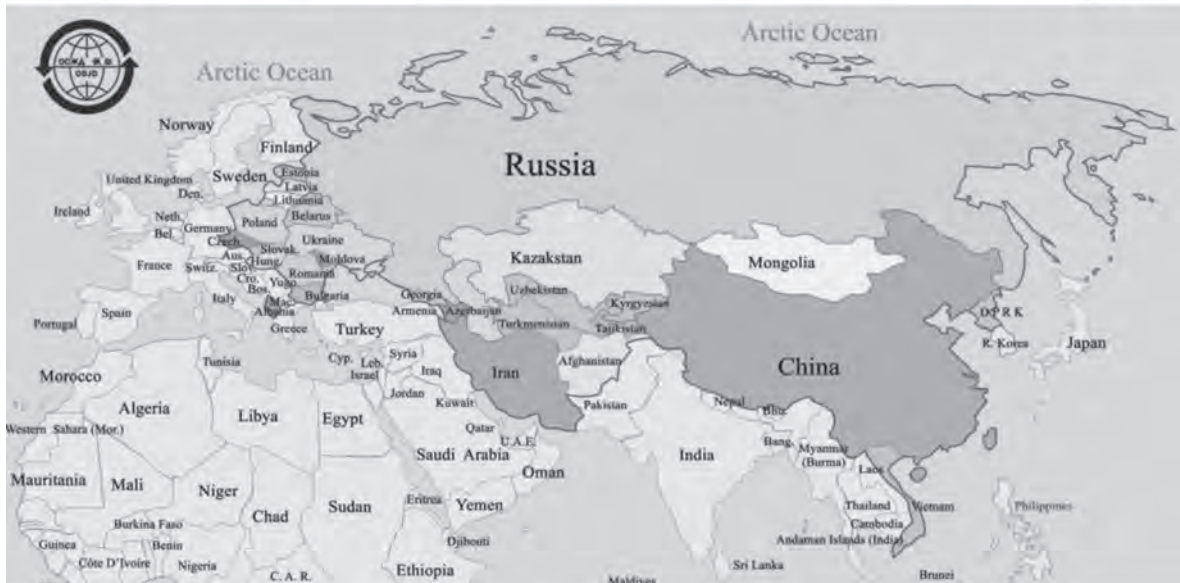 Arctic Ocean
Arctic Ocean
ОСЖД
OSJD
Norway
Finland
Russia
Sweden
Estonia
Latvia
Lithuania
United Kingdom
Den.
Ireland
Neth.
Bel.
Germany
Poland
Belarus
Czech.
Slovak.
Ukraine
France
Aus.
Hung.
Moldova
Switz.
Slov.
Cro.
Yugo.
Romania
Bos.
Italy
Mac.
Bulgaria
Albania
Greece
Spain
Portugal
Kazakstan
Mongolia
Uzbekistan
Kyrgyzsian
Georgia
Armenia
Azerbaijan
Turkmenisian
Tajikistan
Turkey
D P R K
R. Korea
Japan
China
Tunisia
Cyp.
Leb.
Israel
Syria
Iraq
Iran
Afghanistan
Morocco
Jordan
Kuwait
Pakistan
Nepal
Bhu.
Algeria
Libya
Egypt
Qatar
U.A.E.
Bang.
Western Sahara (Mor.)
Saudi Arabia
Oman
India
Myanmar
(Burma)
Laos
Mauritania
Mali
Niger
Chad
Sudan
Eritrea
Yemen
Thailand
Vietnam
Philippines
Cambodia
Burkina Faso
Andaman Islands (India)
Guinea
Benin
Djibouti
Côte D'Ivoire
Nigeria
C. A. R.
Ethiopia
Maldives
Sri Lanka
Brunei